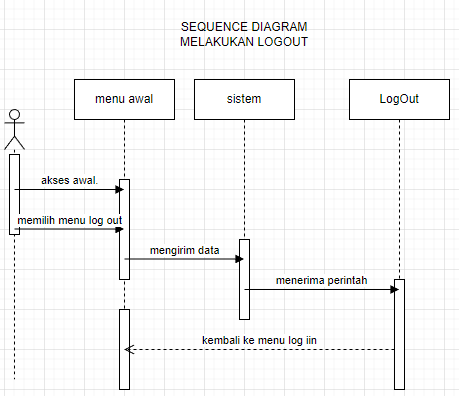 SEQUENCE DIAGRAM
MELAKUKAN LOGOUT
menu awal
sistem
LogOut
akses awal.
memilih menu log out
mengirim data
menerima perintah
kembali ke menu log iin